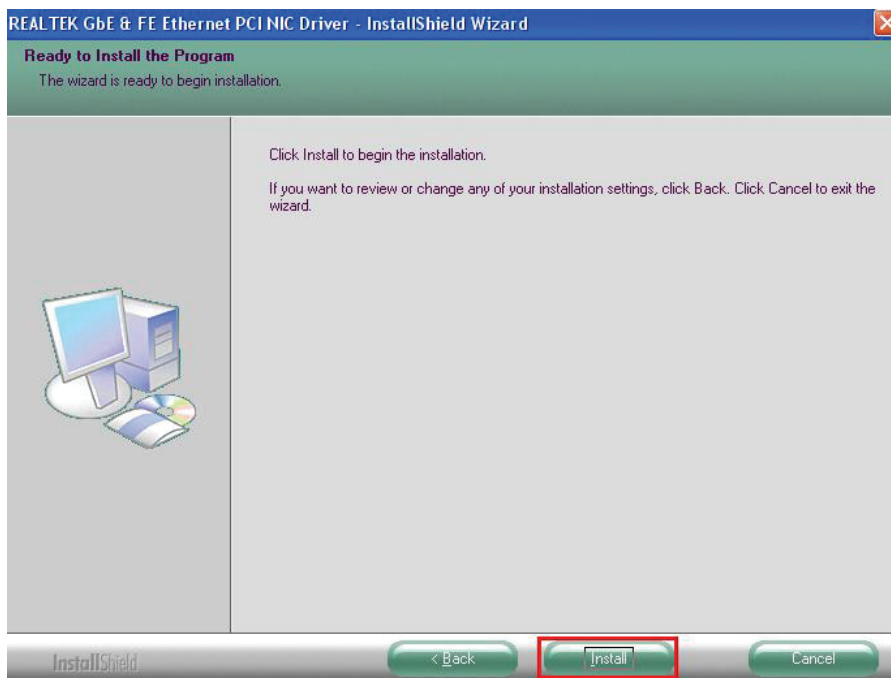 REALTEK GbE & FE Ethernet PCI NIC Driver - InstallShield Wizard
Ready to Install the Program
The wizard is ready to begin installation.
Click Install to begin the installation.
If you want to review or change any of your installation settings, click Back. Click Cancel to exit the
wizard.
InstallShield
< Back
Install
Cancel